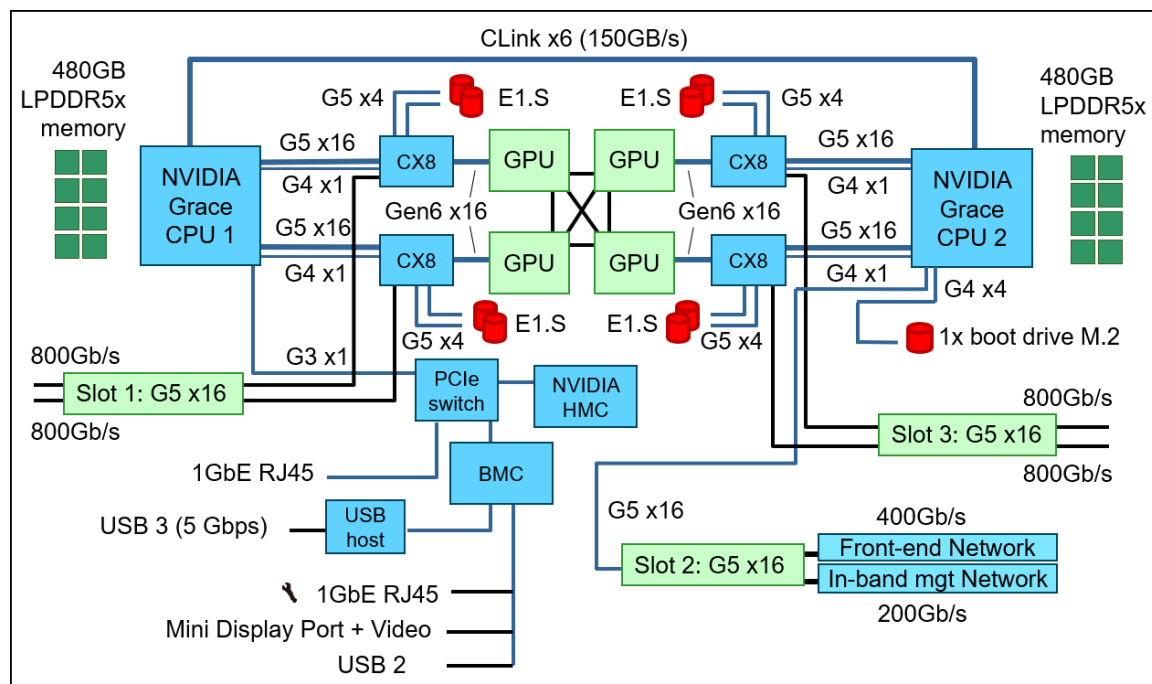 CLink x6 (150GB/s)
480GB
LPDDR5x
memory
G5 x4
E1.S
E1.S
G5 x4
480GB
LPDDR5x
memory
NVIDIA
Grace
CPU 1
G5 x16
G4 x1
CX8
GPU
GPU
CX8
G5 x16
G4 x1
NVIDIA
Grace
CPU 2
Gen6 x16
Gen6 x16
G5 x16
G4 x1
CX8
GPU
GPU
CX8
G5 x16
G4 x1
G4 x4
G5 x4
E1.S
E1.S
G5 x4
1x boot drive M.2
G3 x1
800Gb/s
Slot 1: G5 x16
800Gb/s
PCIe
switch
NVIDIA
HMC
800Gb/s
Slot 3: G5 x16
800Gb/s
1GbE RJ45
BMC
USB 3 (5 Gbps)
USB
host
G5 x16
400Gb/s
Slot 2: G5 x16
Front-end Network
In-band mgt Network
200Gb/s
1GbE RJ45
Mini Display Port + Video
USB 2